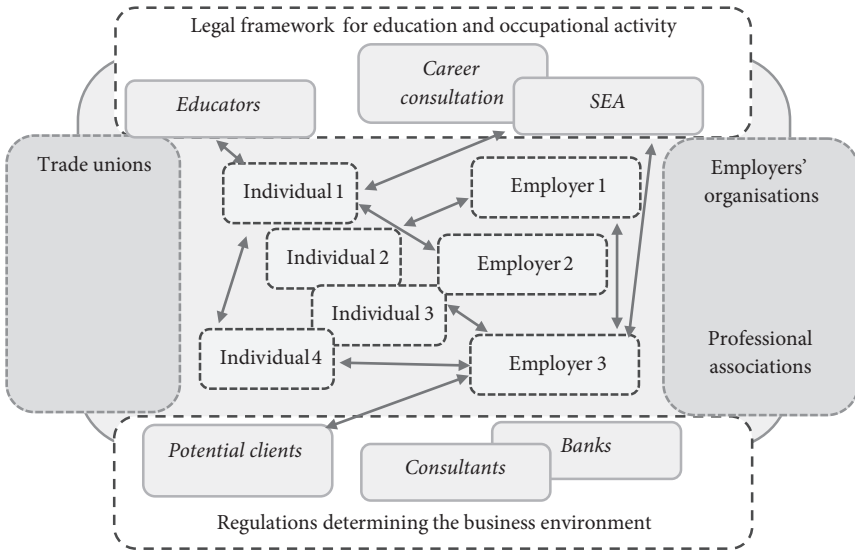 Legal framework for education and occupational activity
Career
consultation
Educators
SEA
Trade unions
Employers'
organisations
Individual 1
Employer 1
Individual 2
Employer 2
Individual 3
Individual 4
Employer 3
Professional
associations
Potential clients
Consultants
Banks
Regulations determining the business environment